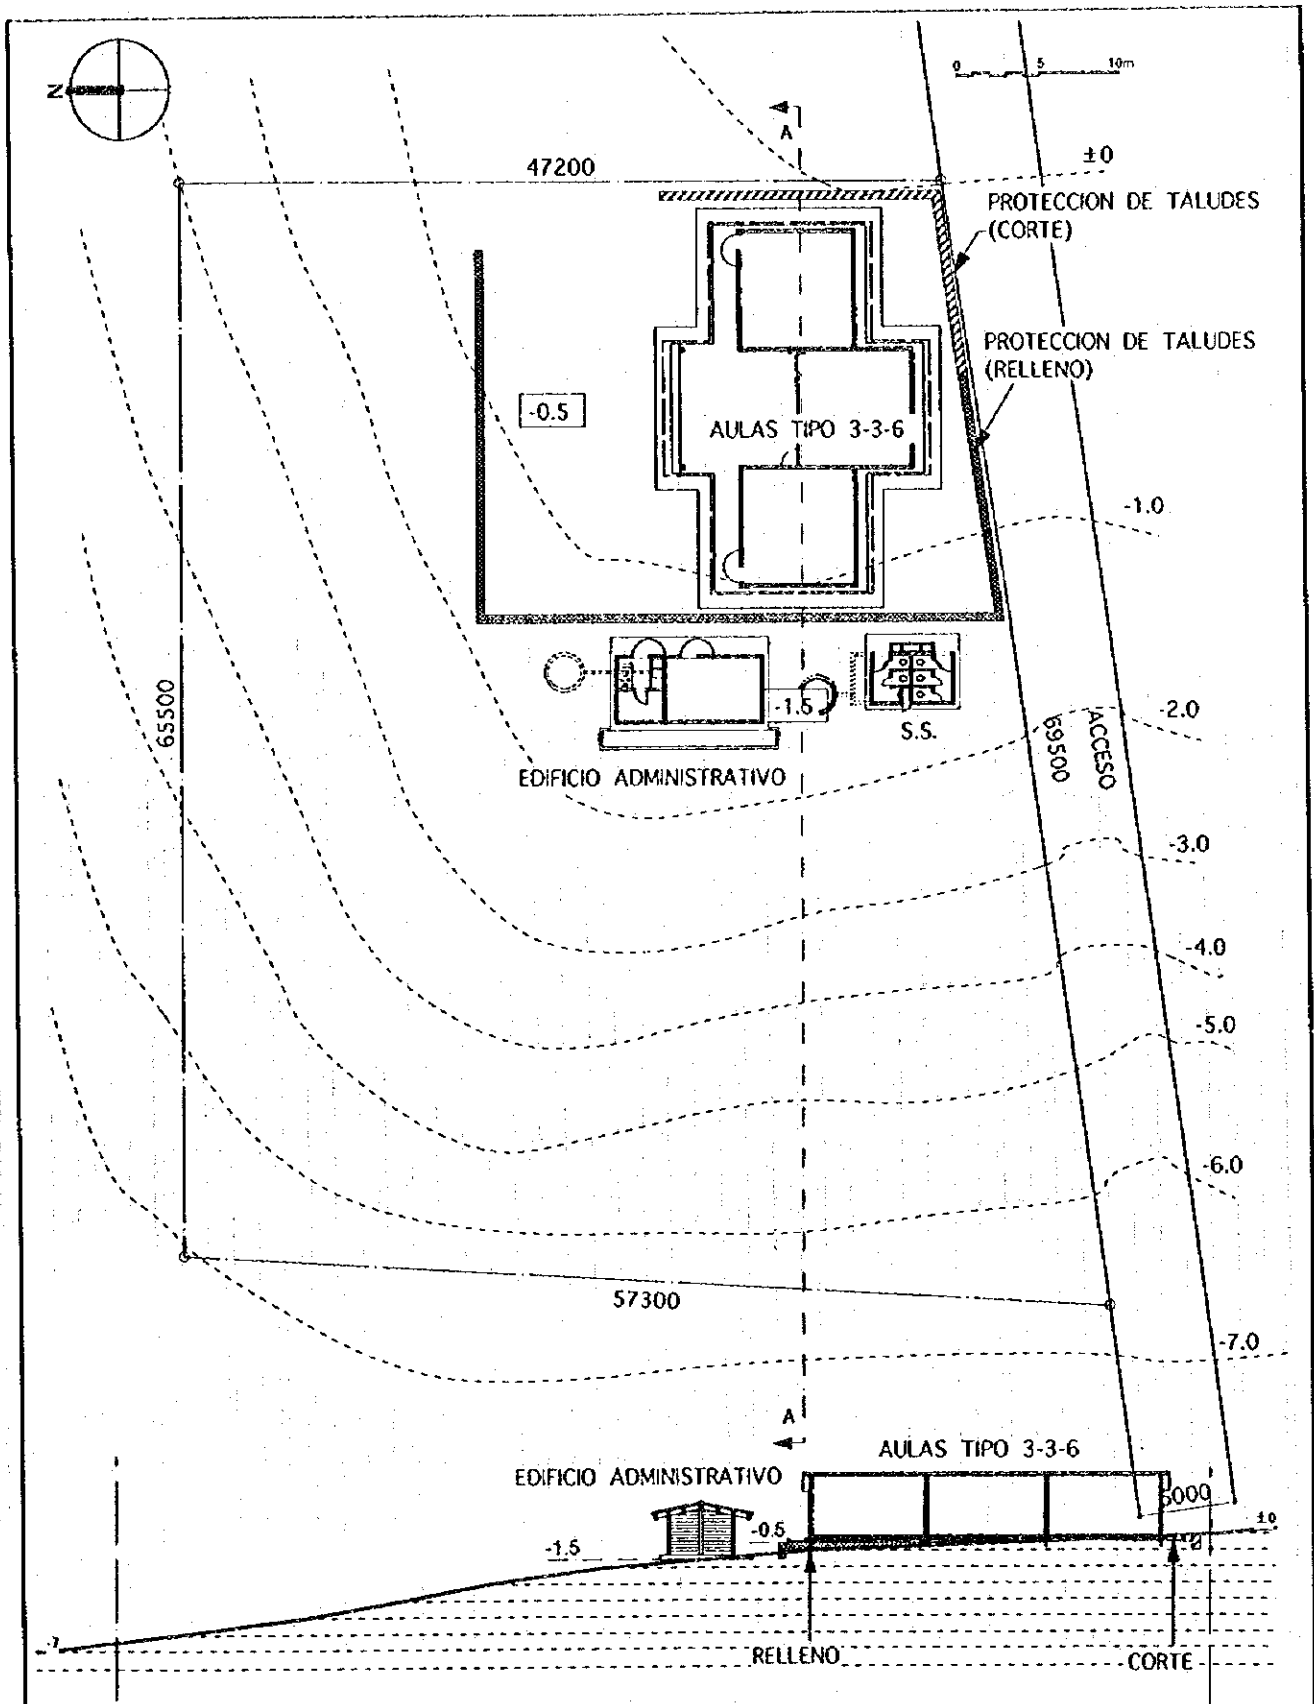 0 5 10m
N
A
47200
±0
PROTECCION DE TALUDES
(CORTE)
PROTECCION DE TALUDES
(RELLENO)
-0.5
AULAS TIPO 3-3-6
-1.0
65500
-1.5
S.S.
-2.0
69500
ACCESO
EDIFICIO ADMINISTRATIVO
-3.0
-4.0
-5.0
-6.0
57300
-7.0
A
AULAS TIPO 3-3-6
EDIFICIO ADMINISTRATIVO
6000
±0
-0.5
-1.5
-7
RELLENO
CORTE